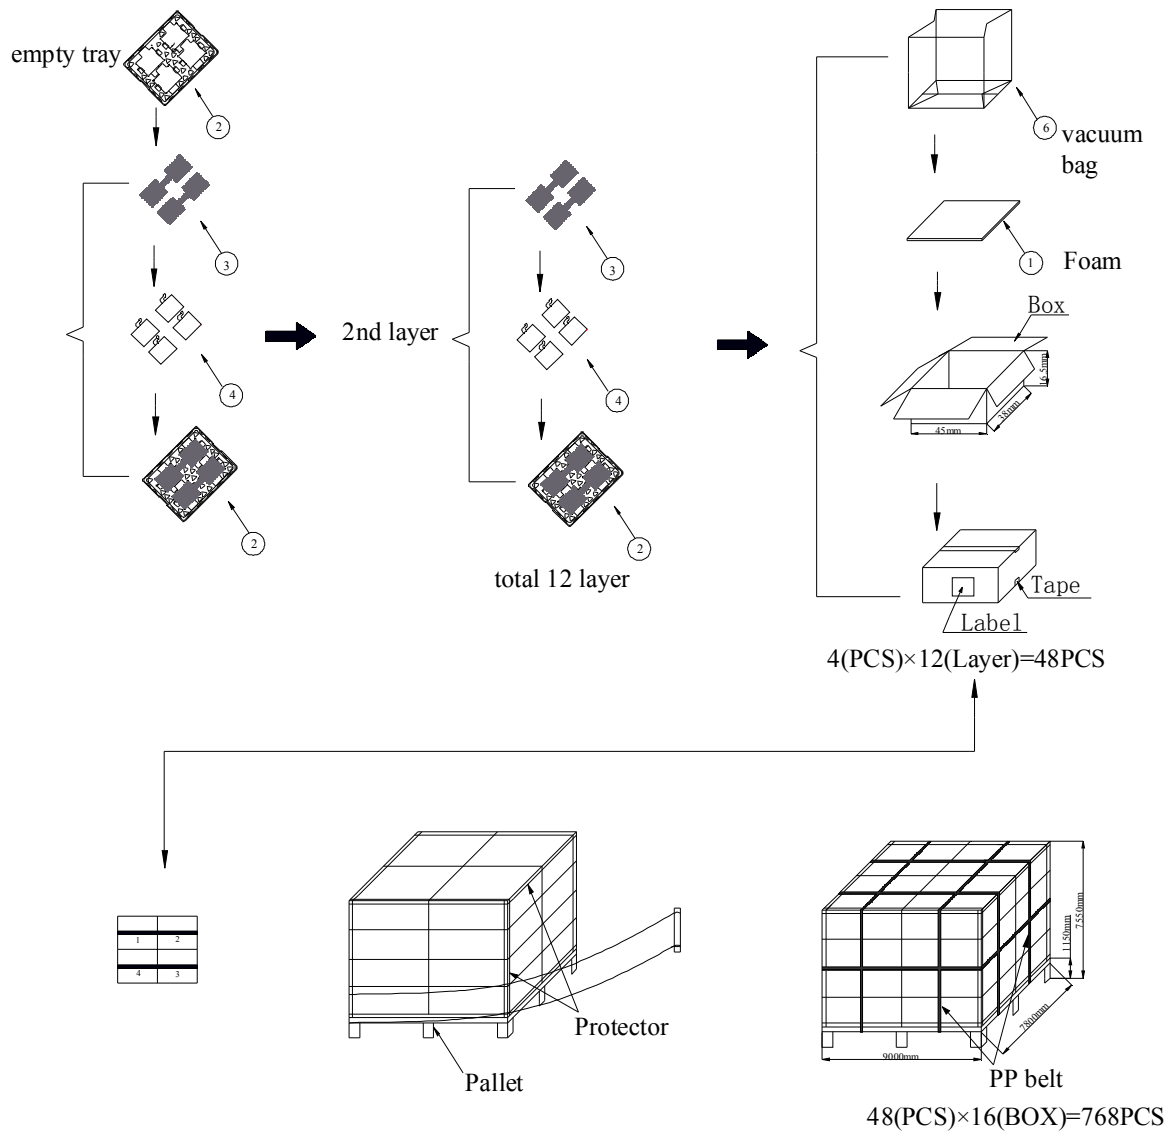 empty tray
2
3
4
2
2nd layer
3
4
2
total 12 layer
6
vacuum
bag
1
Foam
Box
16.5mm
38mm
45mm
Tape
Label
4(PCS)×12(Layer)=48PCS
1 2
4 3
Protector
Pallet
7550mm
1150mm
7800mm
9000mm
PP belt
48(PCS)×16(BOX)=768PCS